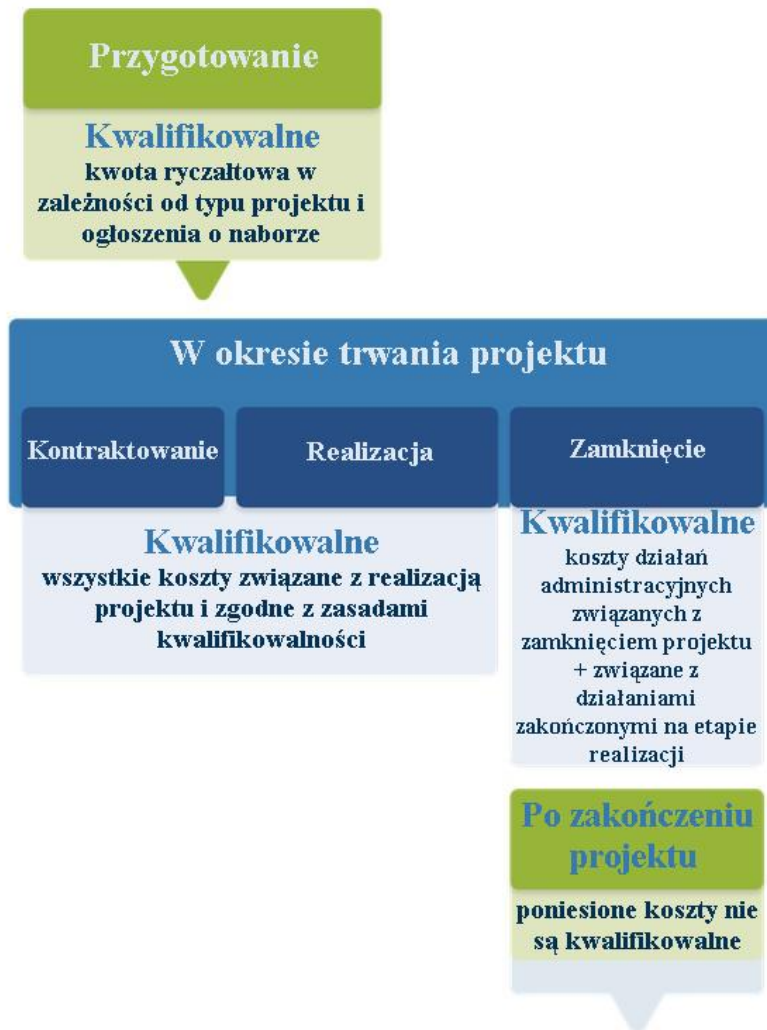 Przygotowanie
Kwalifikowalne
kwota ryczałtowa w
zależności od typu projektu i
ogłoszenia o naborze
W okresie trwania projektu
Kontraktowanie
Realizacja
Zamknięcie
Kwalifikowalne
wszystkie koszty związane z realizacją
projektu i zgodne z zasadami
kwalifikowalności
Kwalifikowalne
koszty działań
administracyjnych
związanych z
zamknięciem projektu
+ związane z
działaniami
zakończonymi na etapie
realizacji
Po zakończeniu
projektu
poniesione koszty nie
są kwalifikowalne